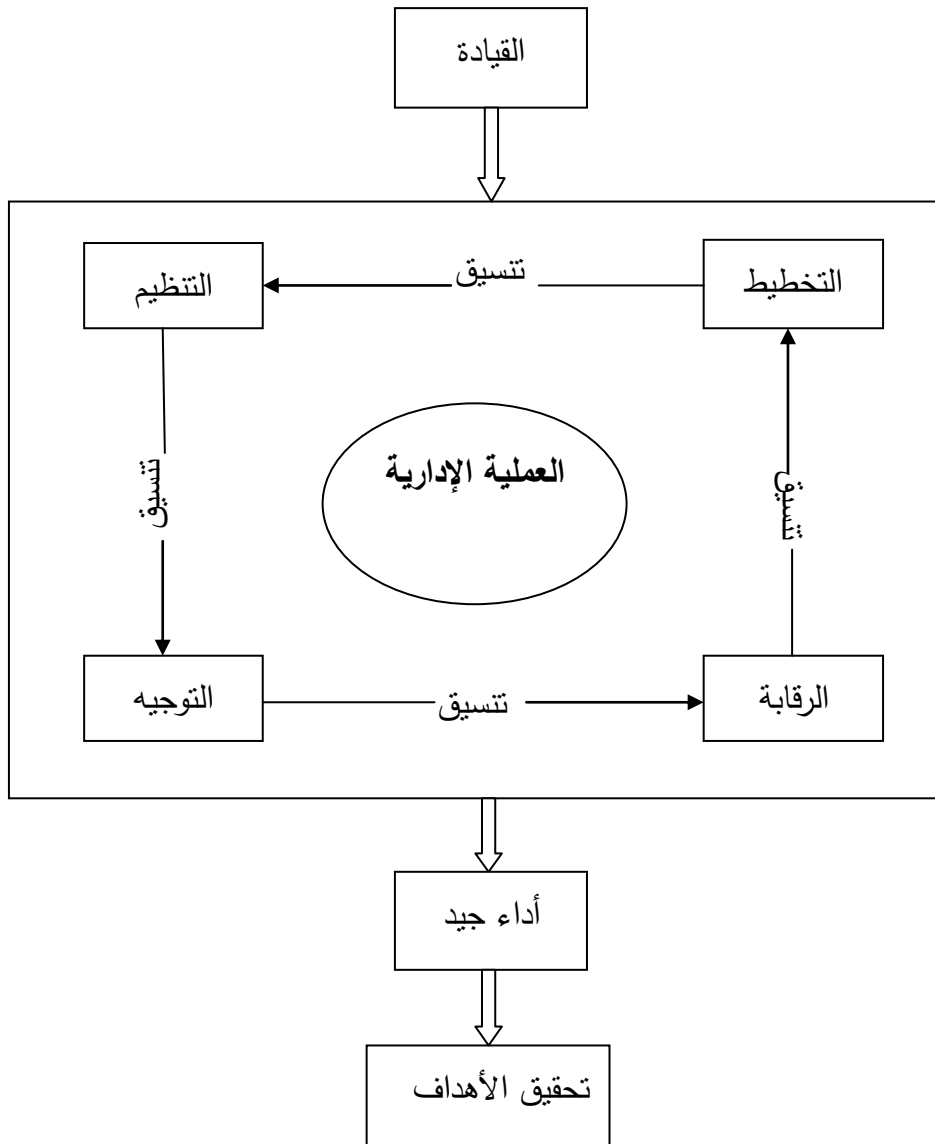 القيادة
التخطيط
تنسيق
التنظيم
تنسيق
العملية الإدارية
تنسيق
التوجيه
تنسيق
الرقابة
أداء جيد
تحقيق الأهداف